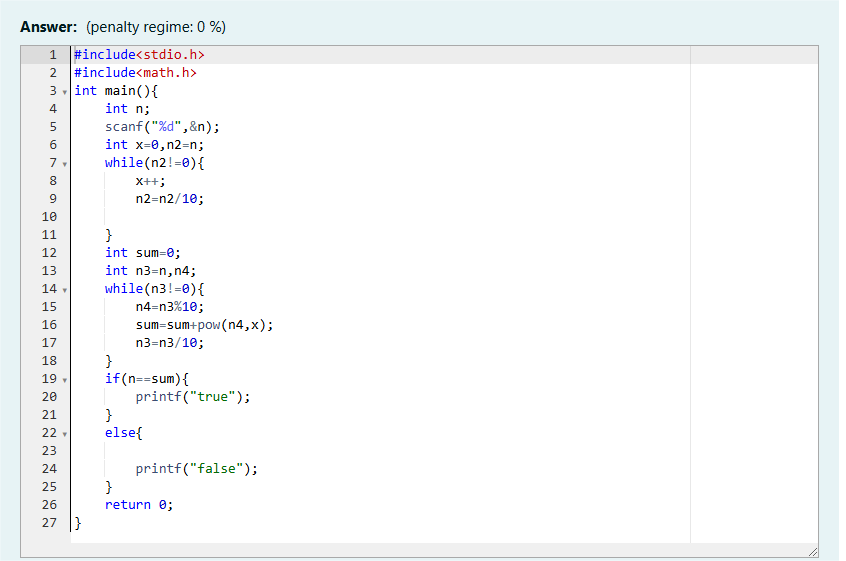 Answer: (penalty regime: 0 %)
1 #include<stdio.h>
2 #include<math.h>
3 int main(){
4     int n;
5     scanf("%d",&n);
6     int x=0,n2=n;
7     while(n2!=0){
8         x++;
9         n2=n2/10;
10
11     }
12     int sum=0;
13     int n3=n,n4;
14     while(n3!=0){
15         n4=n3%10;
16         sum=sum+pow(n4,x);
17         n3=n3/10;
18     }
19     if(n==sum){
20         printf("true");
21     }
22     else{
23
24         printf("false");
25     }
26     return 0;
27 }